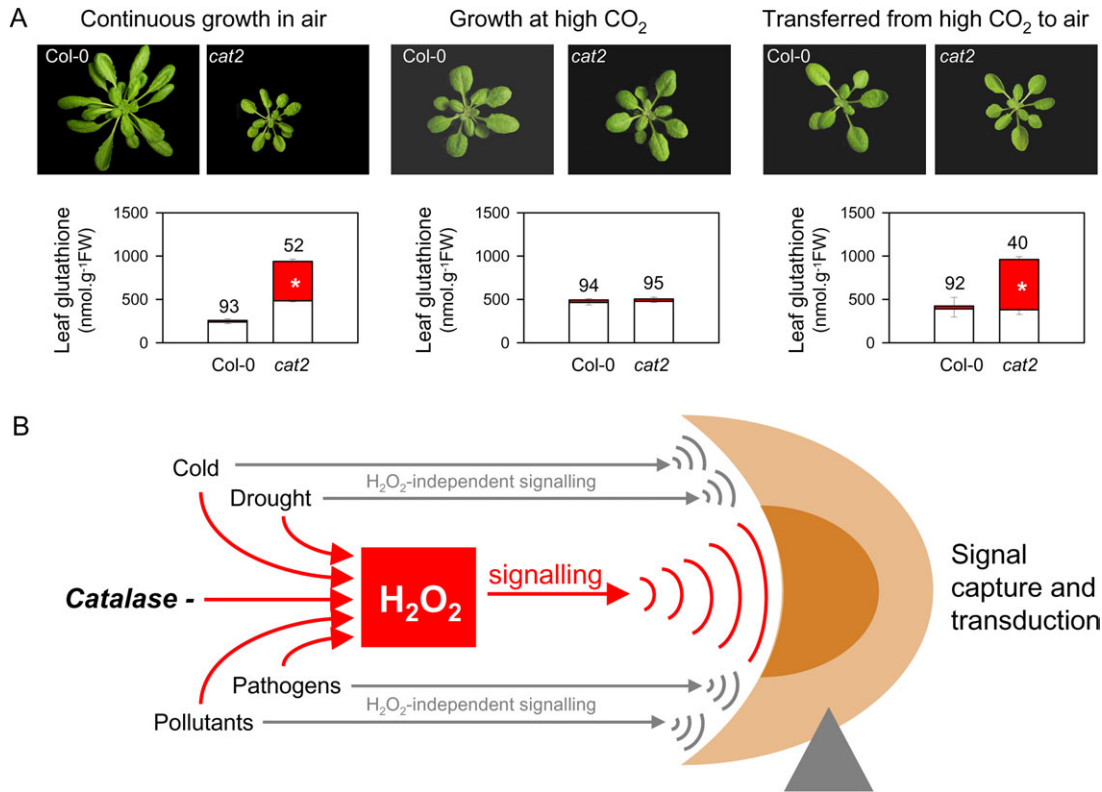 A
Continuous growth in air
Growth at high CO₂
Transferred from high CO₂ to air
Col-0
cat2
Col-0
cat2
Col-0
cat2
Leaf glutathione
(nmol.g⁻¹FW)
1500
1000
500
0
93
52
*
Col-0
cat2
Leaf glutathione
(nmol.g⁻¹FW)
1500
1000
500
0
94
95
Col-0
cat2
Leaf glutathione
(nmol.g⁻¹FW)
1500
1000
500
0
92
40
*
Col-0
cat2
B
Cold
H₂O₂-independent signalling
Drought
Catalase -
H₂O₂
signalling
Signal
capture and
transduction
Pathogens
H₂O₂-independent signalling
Pollutants